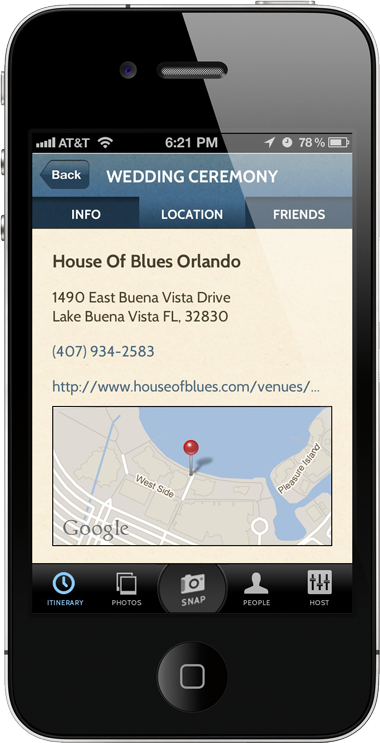 AT&T 6:21 PM 78%
Back WEDDING CEREMONY
INFO LOCATION FRIENDS
House Of Blues Orlando
1490 East Buena Vista Drive
Lake Buena Vista FL, 32830
(407) 934-2583
http://www.houseofblues.com/venues/...
West Side
Pleasure Island
Google
ITINERARY PHOTOS SNAP PEOPLE HOST